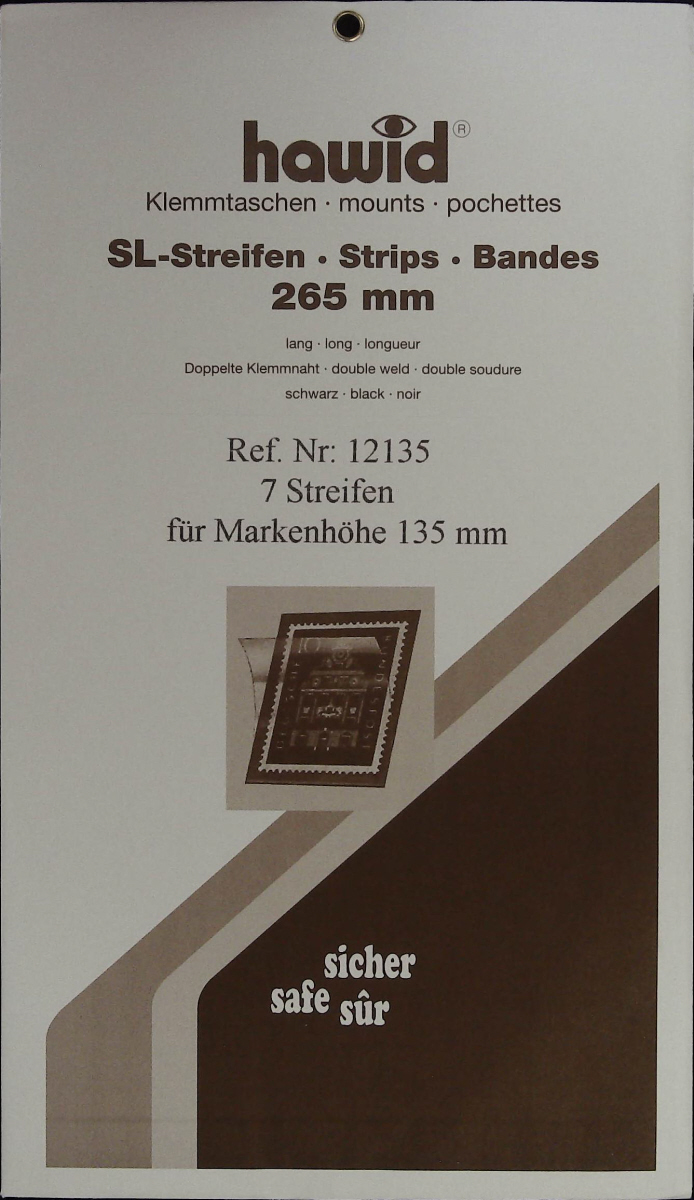 hawid®
Klemmtaschen · mounts · pochettes
SL-Streifen • Strips • Bandes
265 mm
lang · long · longueur
Doppelte Klemmnaht · double weld · double soudure
schwarz · black · noir
Ref. Nr: 12135
7 Streifen
für Markenhöhe 135 mm
10
sicher
safe sûr